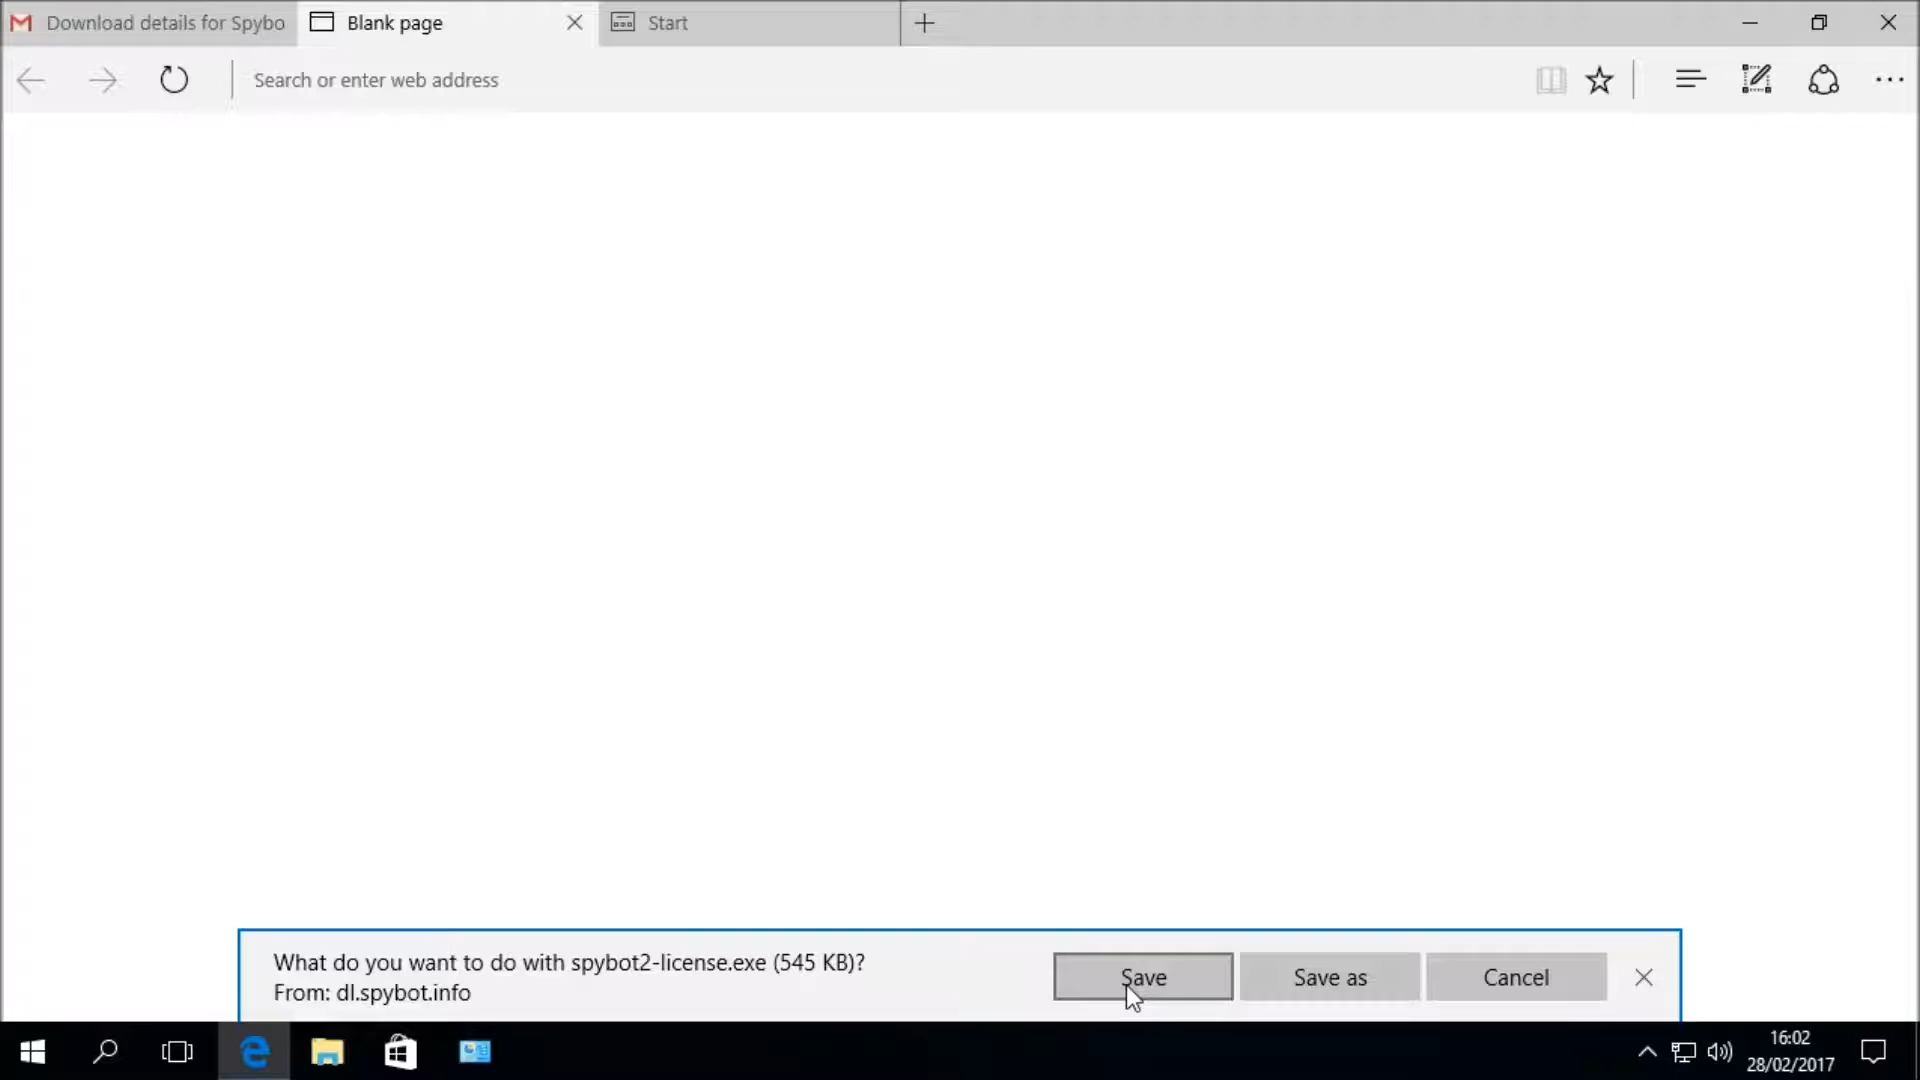 Download details for Spybo
Blank page
Start
Search or enter web address
What do you want to do with spybot2-license.exe (545 KB)?
From: dl.spybot.info
Save
Save as
Cancel
16:02
28/02/2017